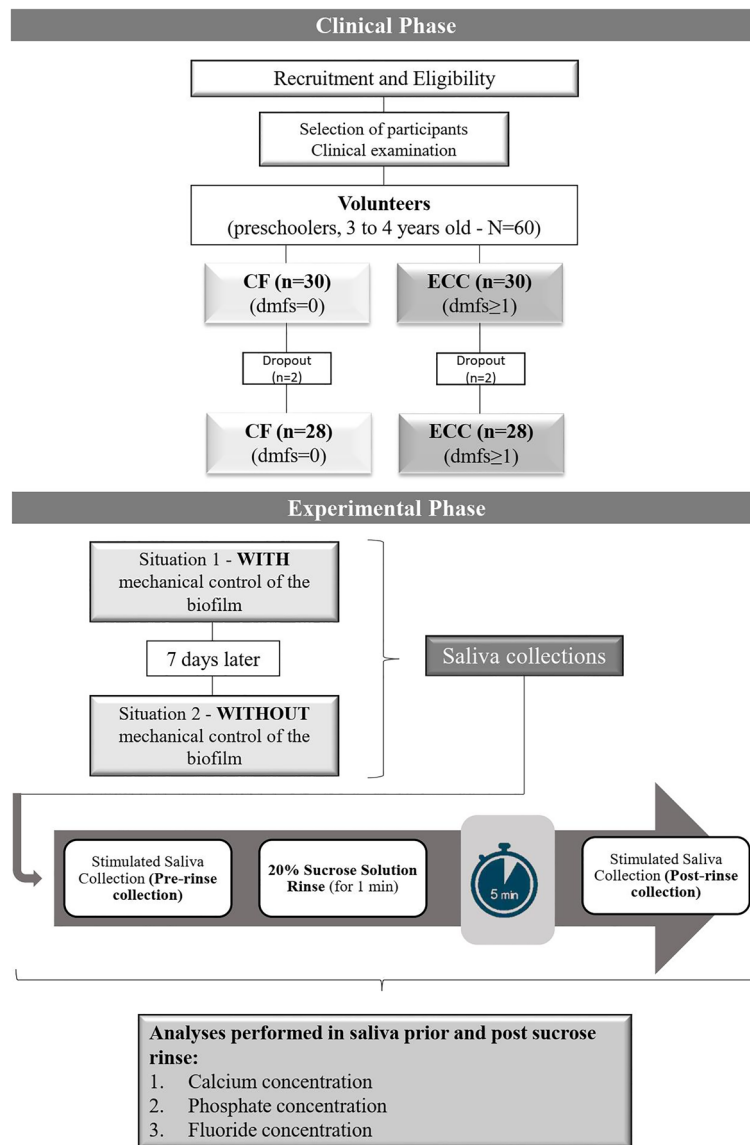 Clinical Phase
Recruitment and Eligibility
Selection of participants
Clinical examination
Volunteers
(preschoolers, 3 to 4 years old - N=60)
CF (n=30)
(dmfs=0)
ECC (n=30)
(dmfs≥1)
Dropout
(n=2)
Dropout
(n=2)
CF (n=28)
(dmfs=0)
ECC (n=28)
(dmfs≥1)
Experimental Phase
Situation 1 - WITH
mechanical control of the
biofilm
7 days later
Situation 2 - WITHOUT
mechanical control of the
biofilm
Saliva collections
Stimulated Saliva
Collection (Pre-rinse
collection)
20% Sucrose Solution
Rinse (for 1 min)
5 min
Stimulated Saliva
Collection (Post-rinse
collection)
Analyses performed in saliva prior and post sucrose
rinse:
1. Calcium concentration
2. Phosphate concentration
3. Fluoride concentration